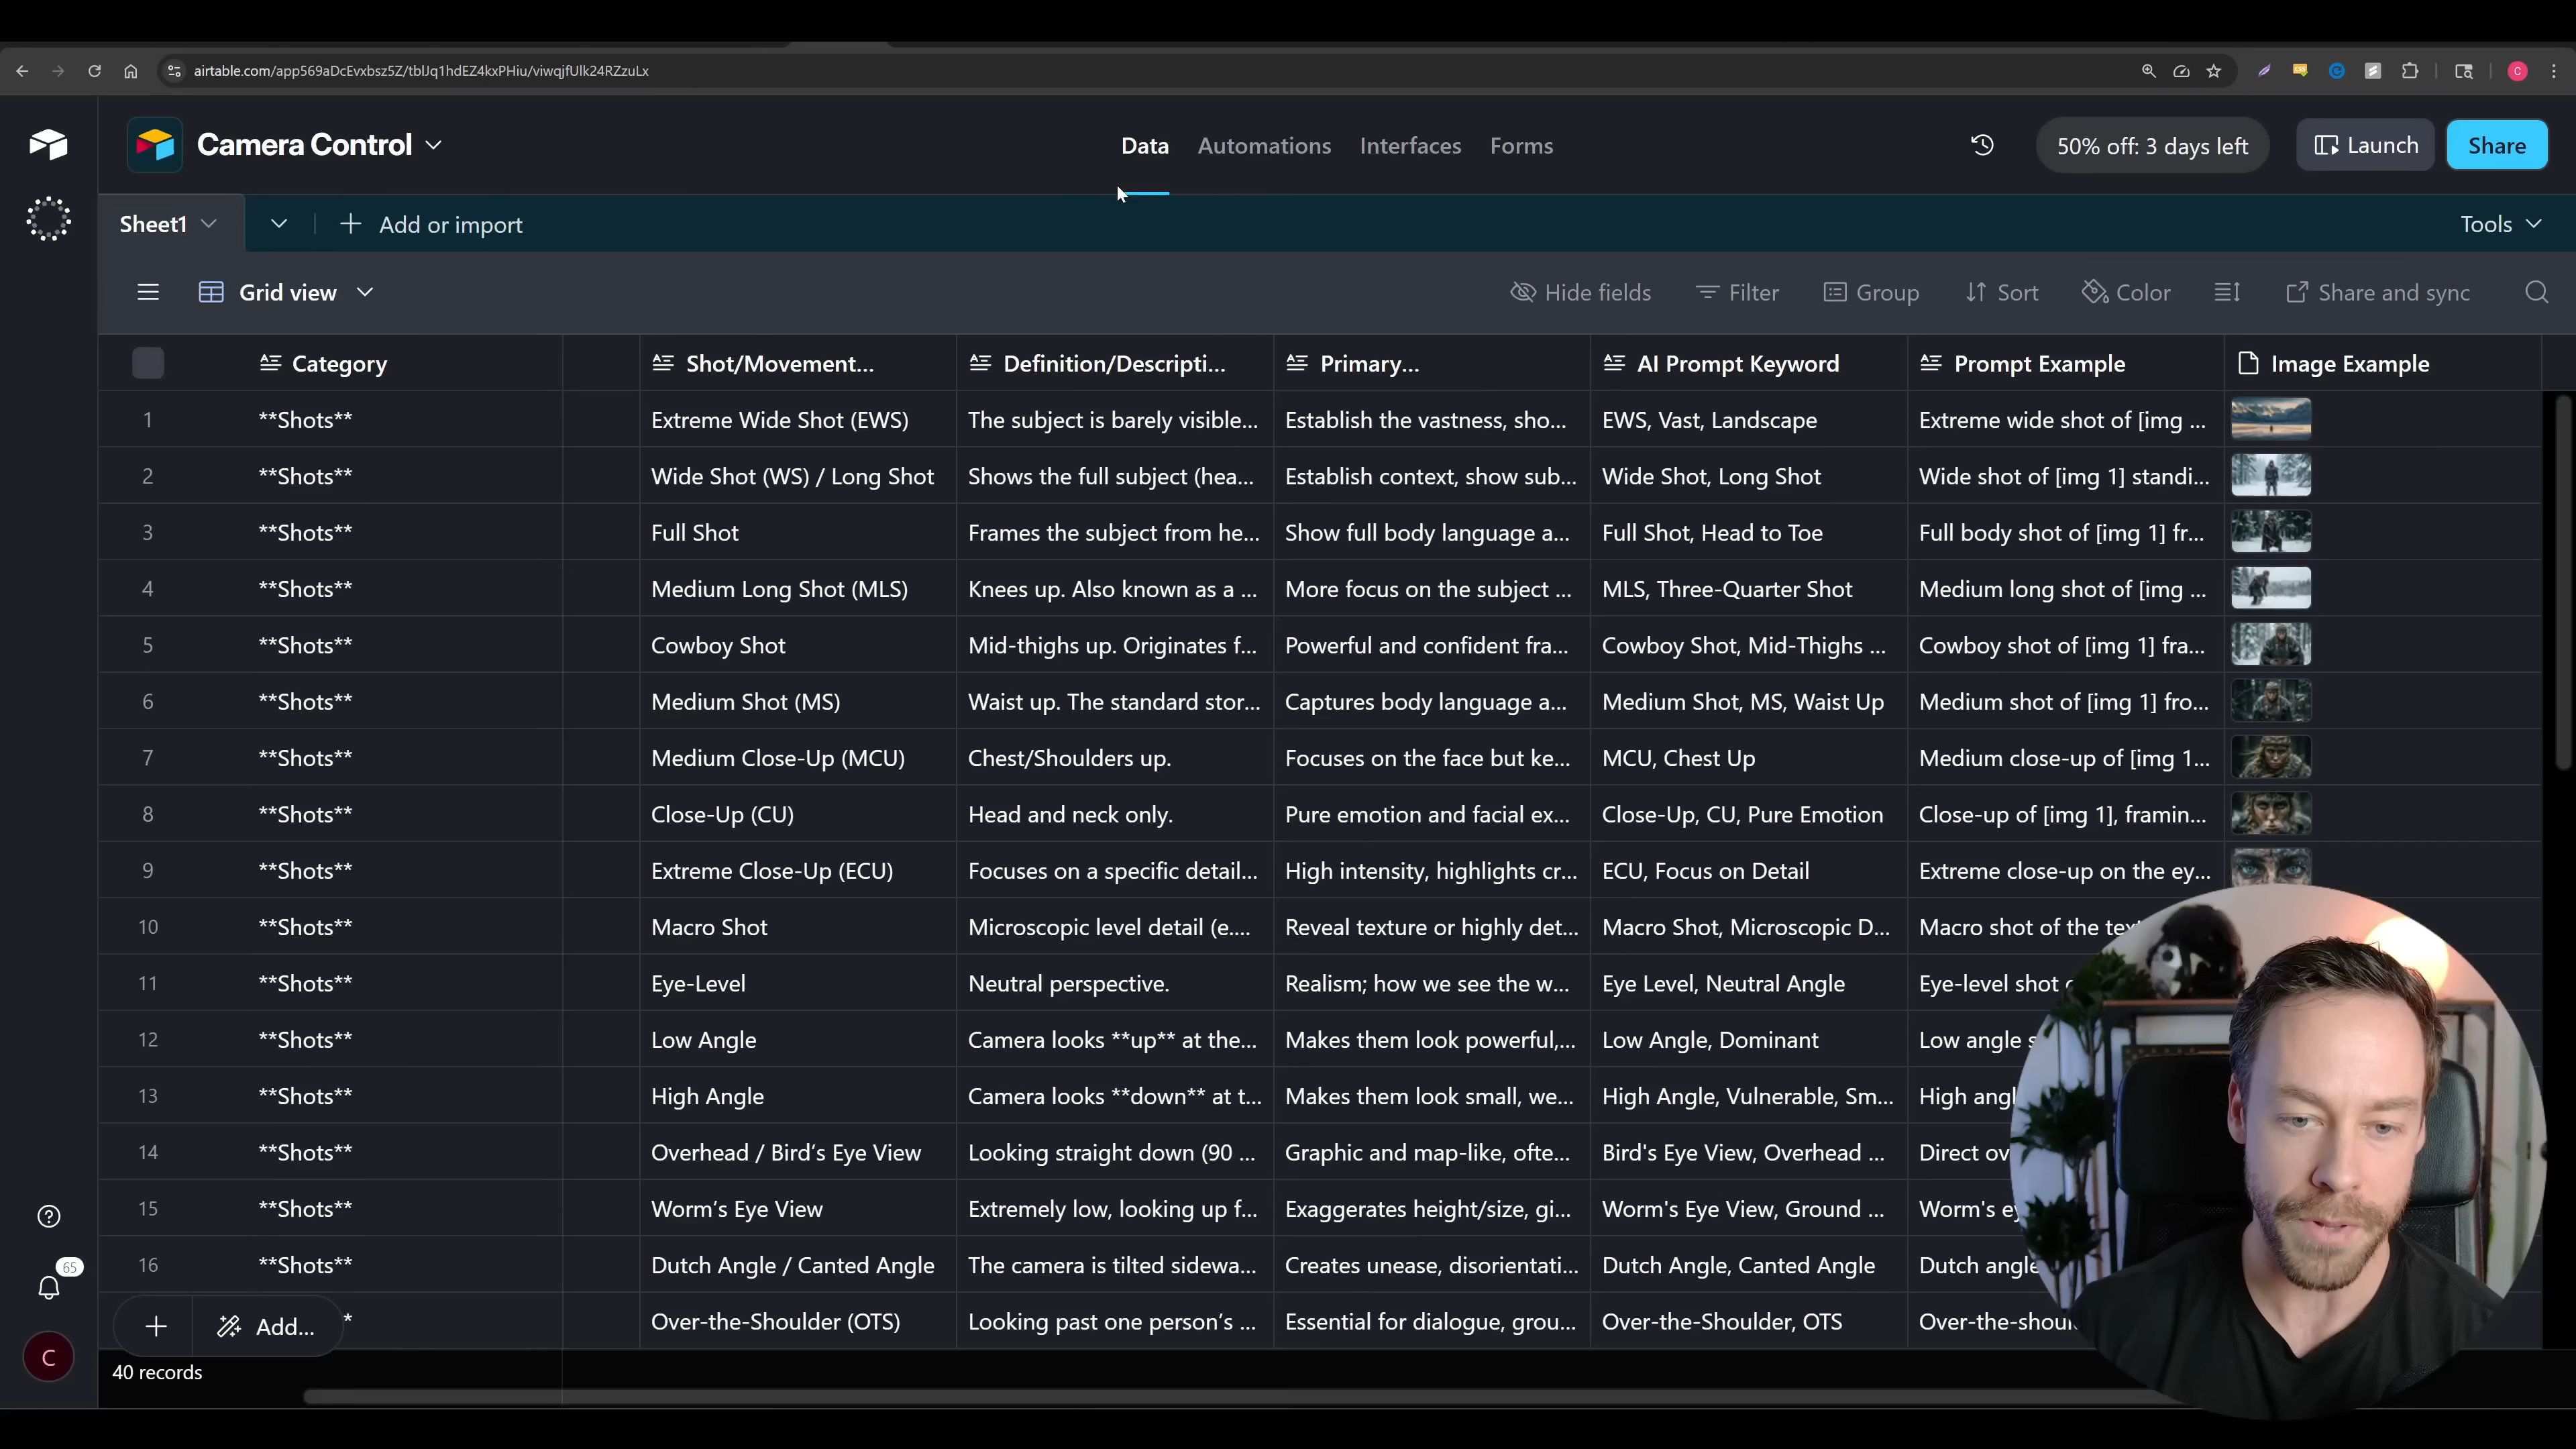 airtable.com/app569aDcEvxbsz5Z/tblJq1hdEZ4kxPHiu/viwqjfUlk24RZzuLx
C
Camera Control
Data Automations Interfaces Forms
50% off: 3 days left
Launch
Share
Sheet1
Add or import
Tools
Grid view
Hide fields Filter Group Sort Color Share and sync
Category Shot/Movement... Definition/Descripti... Primary... AI Prompt Keyword Prompt Example Image Example
1 **Shots** Extreme Wide Shot (EWS) The subject is barely visible... Establish the vastness, sho... EWS, Vast, Landscape Extreme wide shot of [img ...
2 **Shots** Wide Shot (WS) / Long Shot Shows the full subject (hea... Establish context, show sub... Wide Shot, Long Shot Wide shot of [img 1] standi...
3 **Shots** Full Shot Frames the subject from he... Show full body language a... Full Shot, Head to Toe Full body shot of [img 1] fr...
4 **Shots** Medium Long Shot (MLS) Knees up. Also known as a ... More focus on the subject ... MLS, Three-Quarter Shot Medium long shot of [img ...
5 **Shots** Cowboy Shot Mid-thighs up. Originates f... Powerful and confident fra... Cowboy Shot, Mid-Thighs ... Cowboy shot of [img 1] fra...
6 **Shots** Medium Shot (MS) Waist up. The standard stor... Captures body language a... Medium Shot, MS, Waist Up Medium shot of [img 1] fro...
7 **Shots** Medium Close-Up (MCU) Chest/Shoulders up. Focuses on the face but ke... MCU, Chest Up Medium close-up of [img 1...
8 **Shots** Close-Up (CU) Head and neck only. Pure emotion and facial ex... Close-Up, CU, Pure Emotion Close-up of [img 1], framin...
9 **Shots** Extreme Close-Up (ECU) Focuses on a specific detail... High intensity, highlights cr... ECU, Focus on Detail Extreme close-up on the ey...
10 **Shots** Macro Shot Microscopic level detail (e.... Reveal texture or highly det... Macro Shot, Microscopic D... Macro shot of the
11 **Shots** Eye-Level Neutral perspective. Realism; how we see the w... Eye Level, Neutral Angle Eye-level shot
12 **Shots** Low Angle Camera looks **up** at the... Makes them look powerful,... Low Angle, Dominant Low angle
13 **Shots** High Angle Camera looks **down** at t... Makes them look small, we... High Angle, Vulnerable, Sm... High
14 **Shots** Overhead / Bird's Eye View Looking straight down (90 ... Graphic and map-like, ofte... Bird's Eye View, Overhead ... Direct
15 **Shots** Worm's Eye View Extremely low, looking up f... Exaggerates height/size, gi... Worm's Eye View, Ground ... Worm's
16 **Shots** Dutch Angle / Canted Angle The camera is tilted sidewa... Creates unease, disorientati... Dutch Angle, Canted Angle Dutch angle
* Over-the-Shoulder (OTS) Looking past one person's ... Essential for dialogue, grou... Over-the-Shoulder, OTS
Add...
65
C
40 records